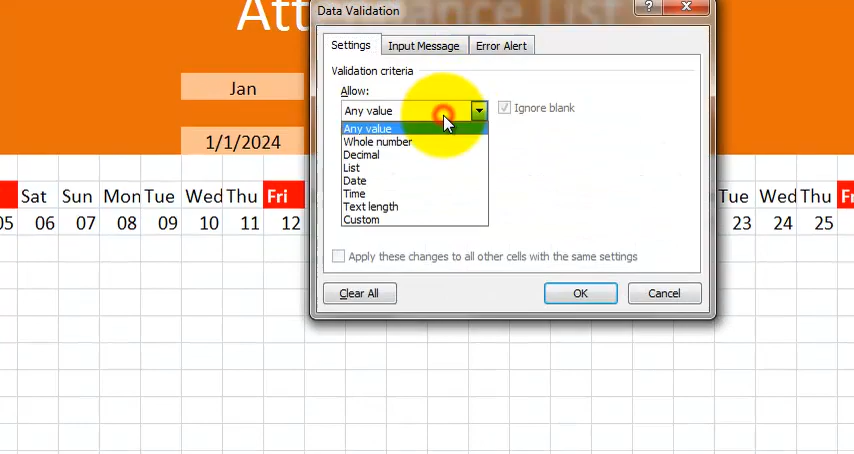 Attendance List
Data Validation
?
Settings
Input Message
Error Alert
Validation criteria
Allow:
Any value
Ignore blank
Any value
Whole number
Decimal
List
Date
Time
Text length
Custom
Apply these changes to all other cells with the same settings
Clear All
OK
Cancel
Jan
1/1/2024
Sat Sun Mon Tue Wed Thu Fri Tue Wed Thu
05 06 07 08 09 10 11 12 23 24 25